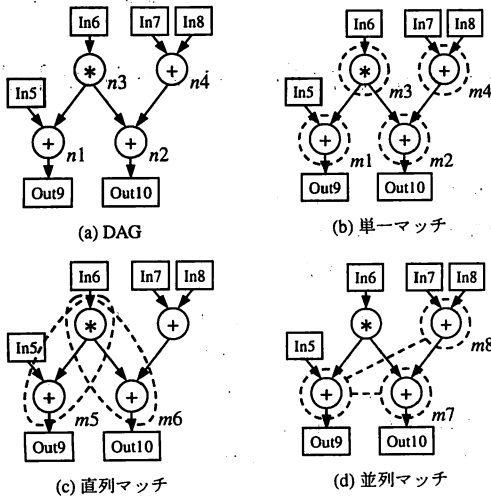 In6
In7
In8
*
n3
+
n4
In5
+
n1
+
n2
Out9
Out10
(a) DAG
In6
In7
In8
*
m3
+
m4
In5
+
m1
+
m2
Out9
Out10
(b) 単一マッチ
In6
In7
In8
*
+
In5
+
m5
+
m6
Out9
Out10
(c) 直列マッチ
In6
In7
In8
*
+
m8
In5
+
+
m7
Out9
Out10
(d) 並列マッチ